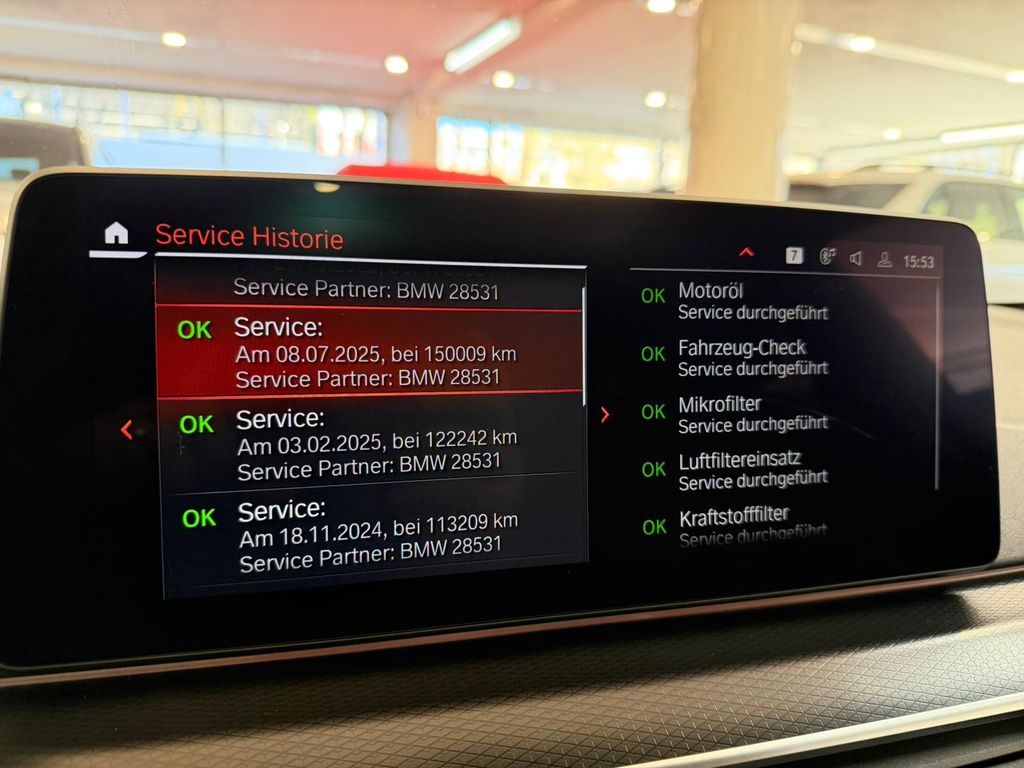 Service Historie
7
15:53
Service Partner: BMW 28531
OK Service:
Am 08.07.2025, bei 150009 km
Service Partner: BMW 28531
OK Service:
Am 03.02.2025, bei 122242 km
Service Partner: BMW 28531
OK Service:
Am 18.11.2024, bei 113209 km
Service Partner: BMW 28531
OK Motoröl
Service durchgeführt
OK Fahrzeug-Check
Service durchgeführt
OK Mikrofilter
Service durchgeführt
OK Luftfiltereinsatz
Service durchgeführt
OK Kraftstofffilter
Service durchgeführt